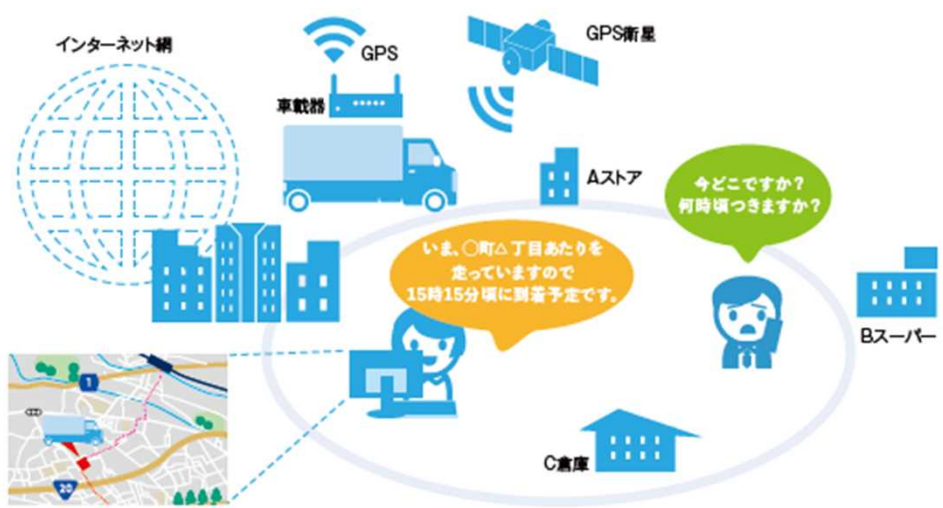 インターネット網
GPS
GPS衛星
車載器
Aストア
今どこですか?
何時頃つきますか?
いま、○町△丁目あたりを
走っていますので
15時15分頃に到着予定です。
Bスーパー
C倉庫
1
20